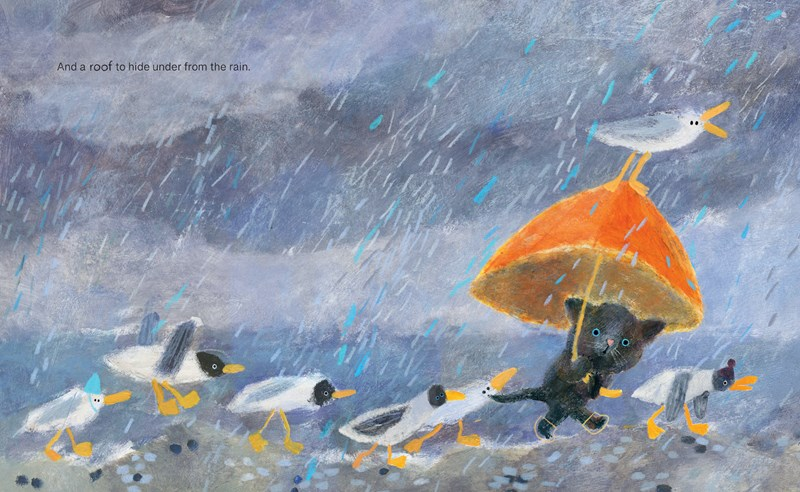 And a roof to hide under from the rain.